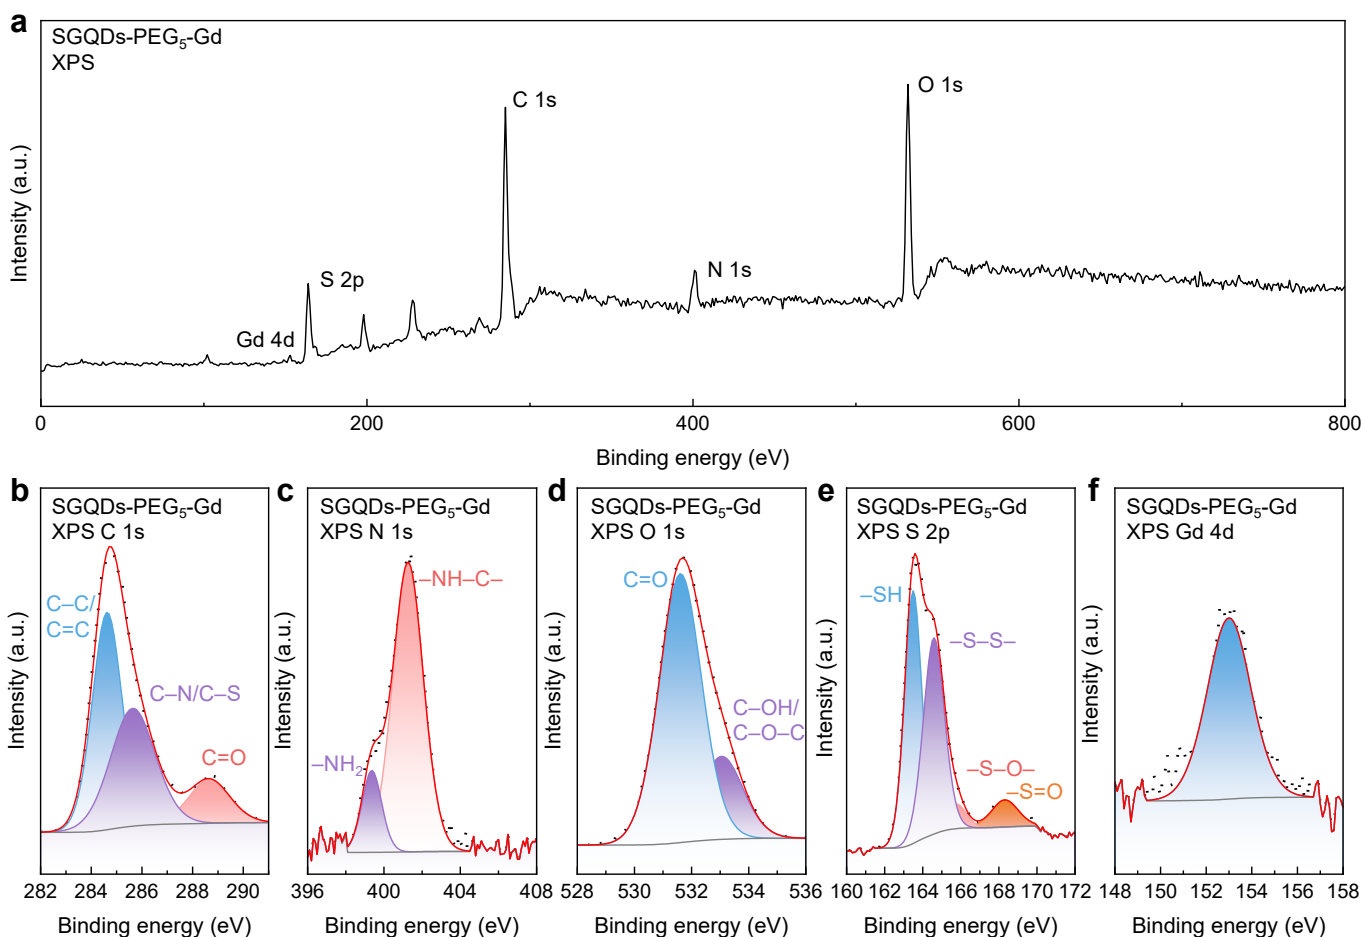 a
SGQDs-PEG₅-Gd
XPS
C 1s
O 1s
S 2p
N 1s
Gd 4d
Intensity (a.u.)
0 200 400 600 800
Binding energy (eV)
b
SGQDs-PEG₅-Gd
XPS C 1s
C–C/
C=C
C–N/C–S
C=O
Intensity (a.u.)
282 284 286 288 290
Binding energy (eV)
c
SGQDs-PEG₅-Gd
XPS N 1s
–NH–C–
–NH₂
Intensity (a.u.)
396 400 404 408
Binding energy (eV)
d
SGQDs-PEG₅-Gd
XPS O 1s
C=O
C–OH/
C–O–C
Intensity (a.u.)
528 530 532 534 536
Binding energy (eV)
e
SGQDs-PEG₅-Gd
XPS S 2p
–SH
–S–S–
–S–O–
–S=O
Intensity (a.u.)
160 162 164 166 168 170 172
Binding energy (eV)
f
SGQDs-PEG₅-Gd
XPS Gd 4d
Intensity (a.u.)
148 150 152 154 156 158
Binding energy (eV)